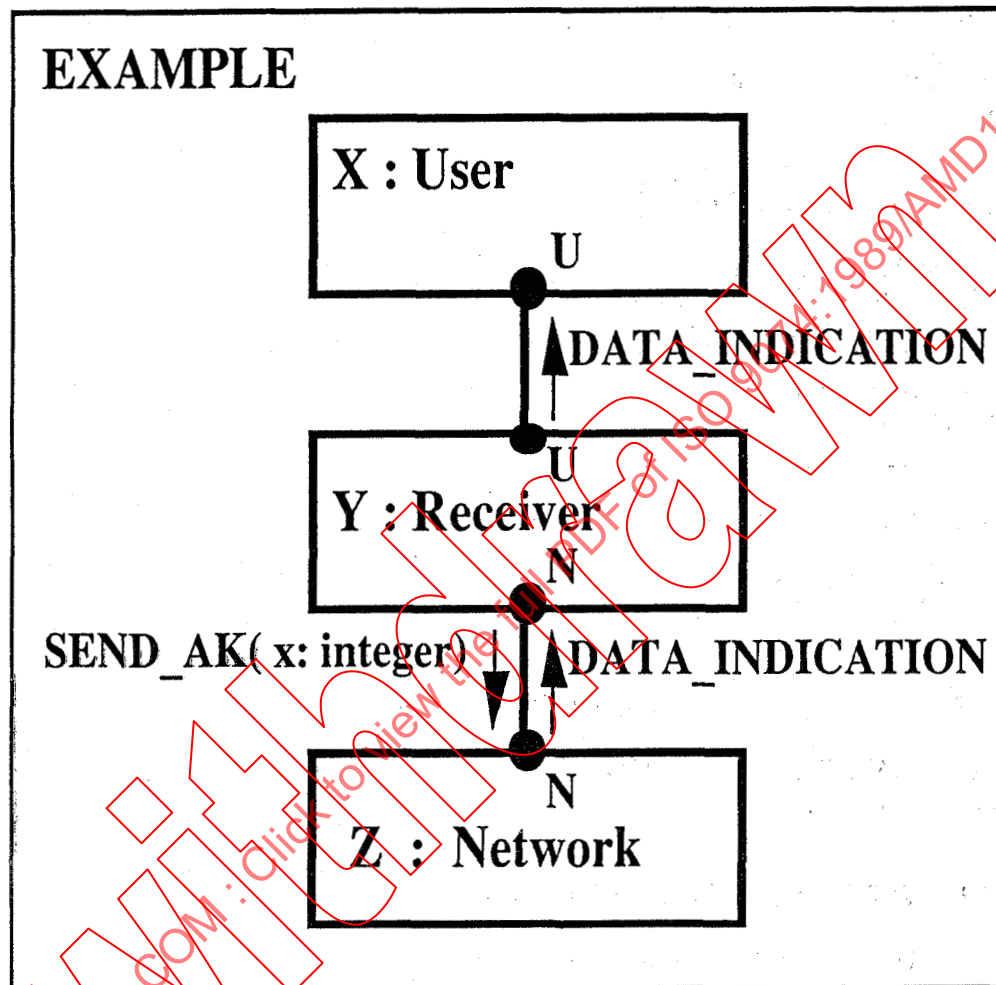 EXAMPLE
X : User
U
DATA_INDICATION
U
Y : Receiver
N
SEND_AK( x: integer)
DATA_INDICATION
N
Z : Network
withdrawn
COM : Click to view the full PDF of ISO 9074:1989/AMD1